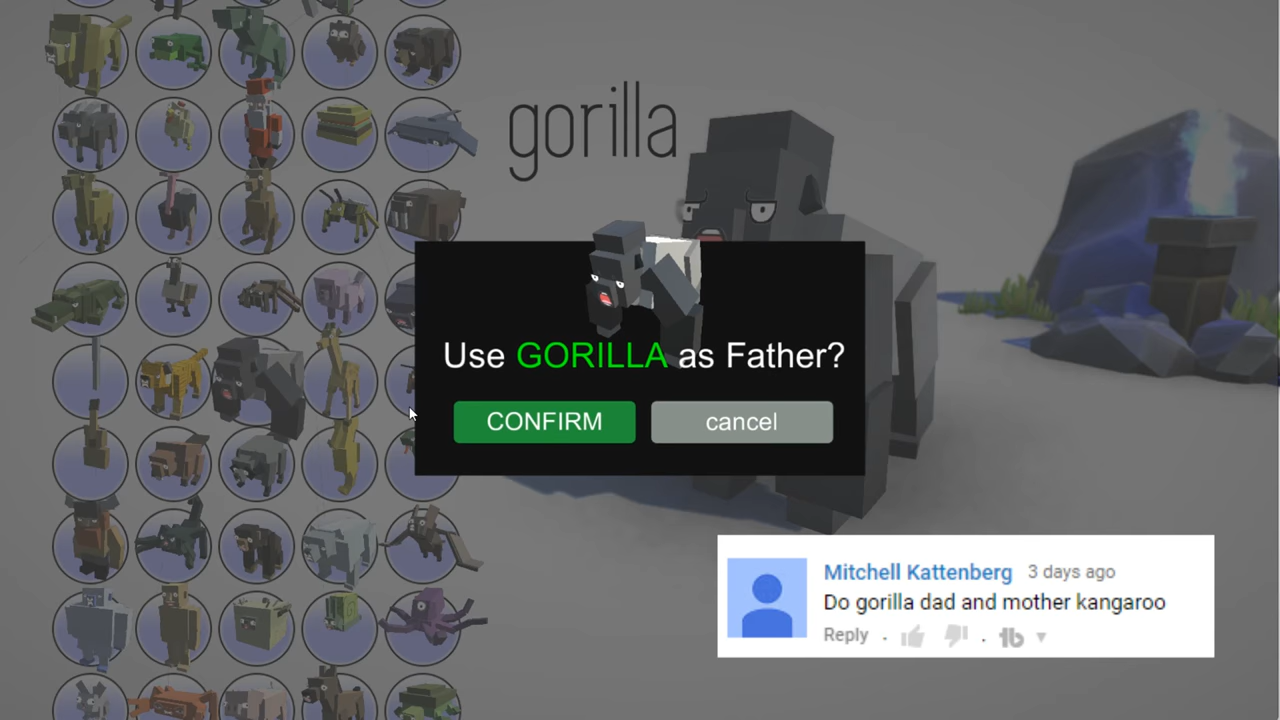 gorilla
Use GORILLA as Father?
CONFIRM cancel
Mitchell Kattenberg 3 days ago
Do gorilla dad and mother kangaroo
Reply